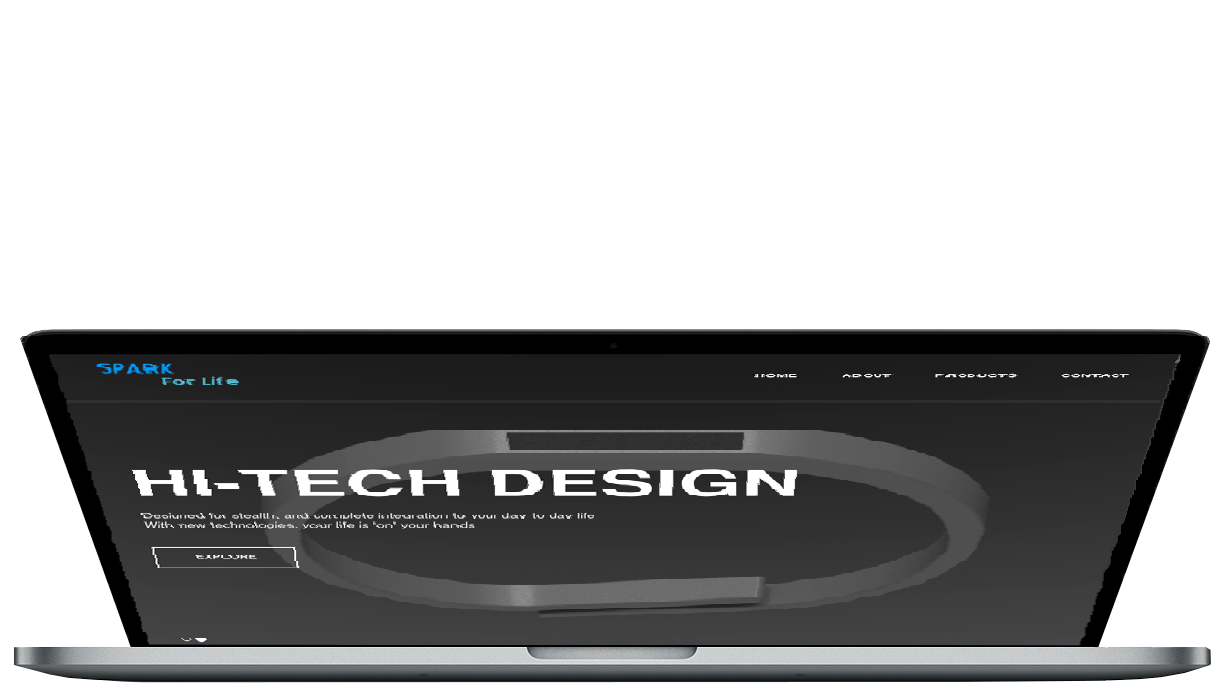 SPARK
For Life
HOME ABOUT PRODUCTS CONTACT
HI-TECH DESIGN
Designed for stealth, and complete integration to your day to day life
With new technologies, your life is "on" your hands
EXPLORE